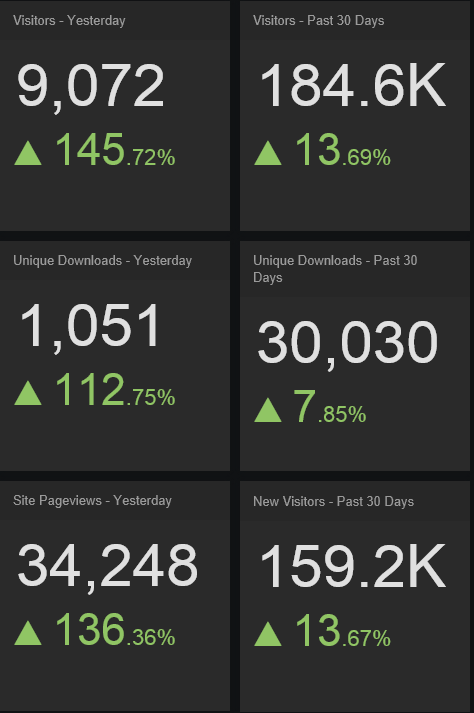 Visitors - Yesterday
9,072
▲ 145.72%
Visitors - Past 30 Days
184.6K
▲ 13.69%
Unique Downloads - Yesterday
1,051
▲ 112.75%
Unique Downloads - Past 30
Days
30,030
▲ 7.85%
Site Pageviews - Yesterday
34,248
▲ 136.36%
New Visitors - Past 30 Days
159.2K
▲ 13.67%